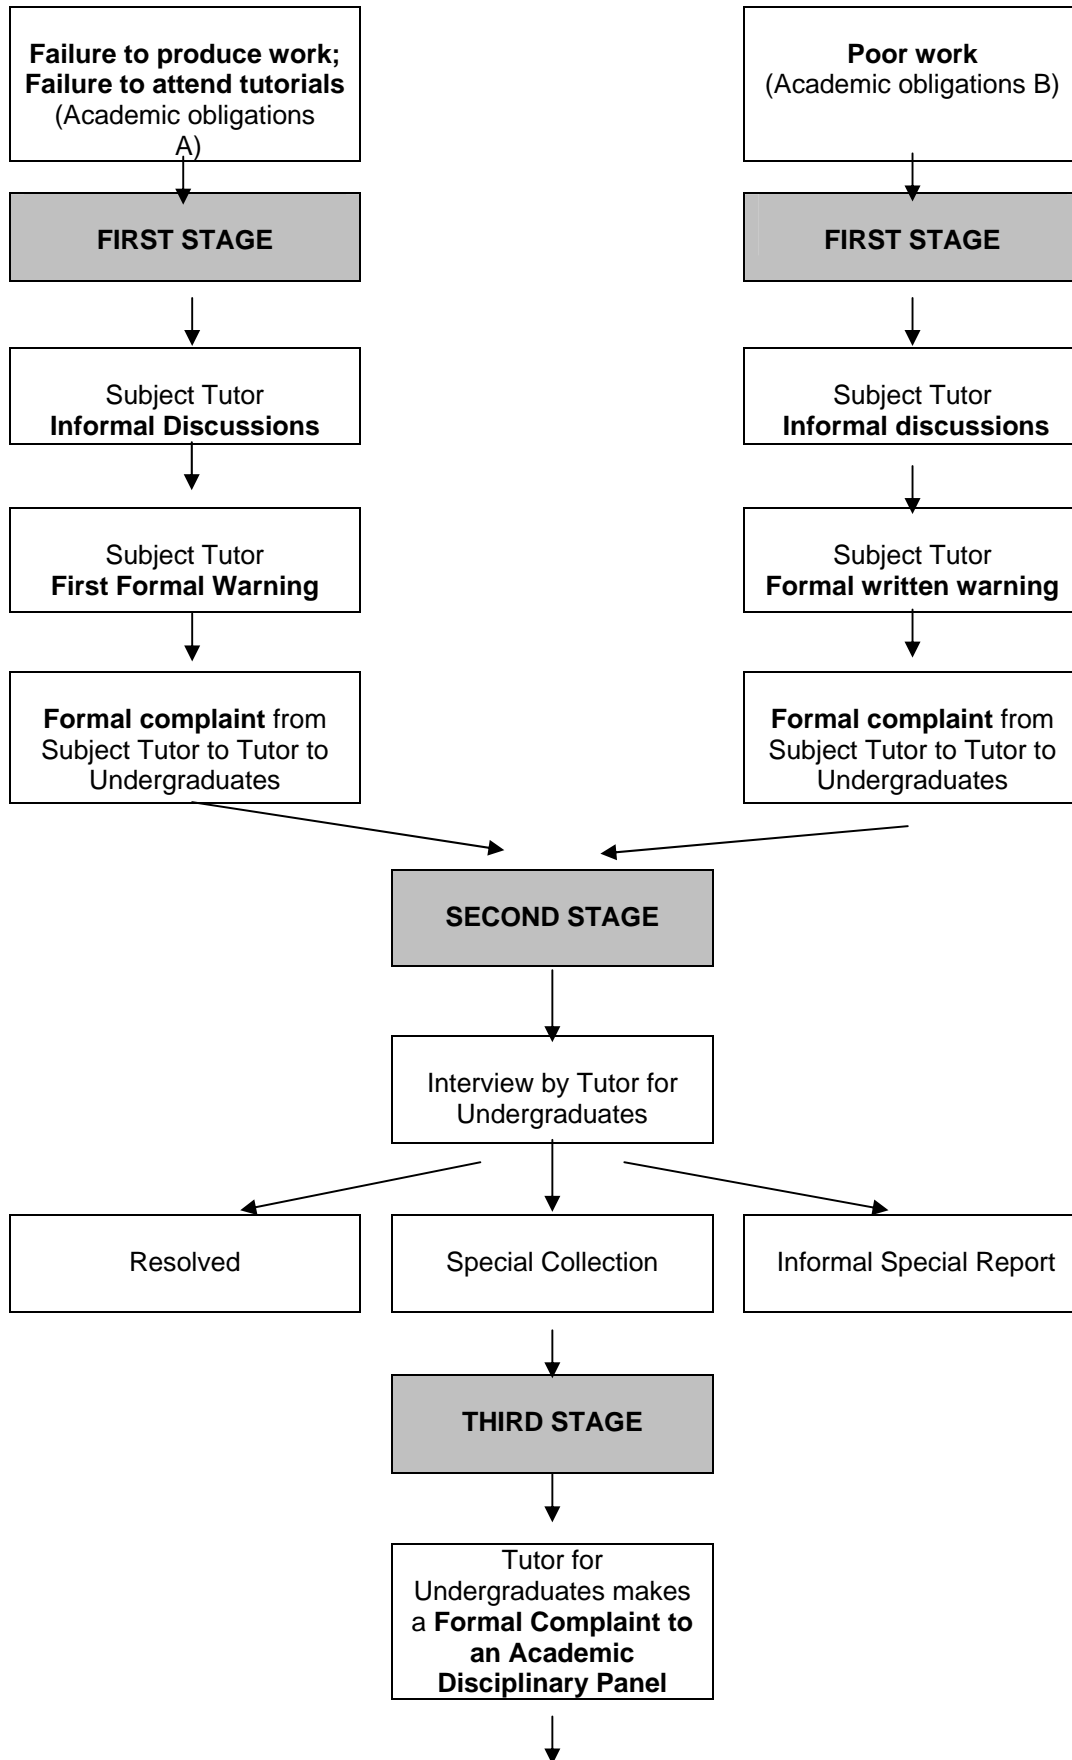 Failure to produce work;
Failure to attend tutorials
(Academic obligations
A)
Poor work
(Academic obligations B)
FIRST STAGE
FIRST STAGE
Subject Tutor
Informal Discussions
Subject Tutor
Informal discussions
Subject Tutor
First Formal Warning
Subject Tutor
Formal written warning
Formal complaint from
Subject Tutor to Tutor to
Undergraduates
Formal complaint from
Subject Tutor to Tutor to
Undergraduates
SECOND STAGE
Interview by Tutor for
Undergraduates
Resolved
Special Collection
Informal Special Report
THIRD STAGE
Tutor for
Undergraduates makes
a Formal Complaint to
an Academic
Disciplinary Panel